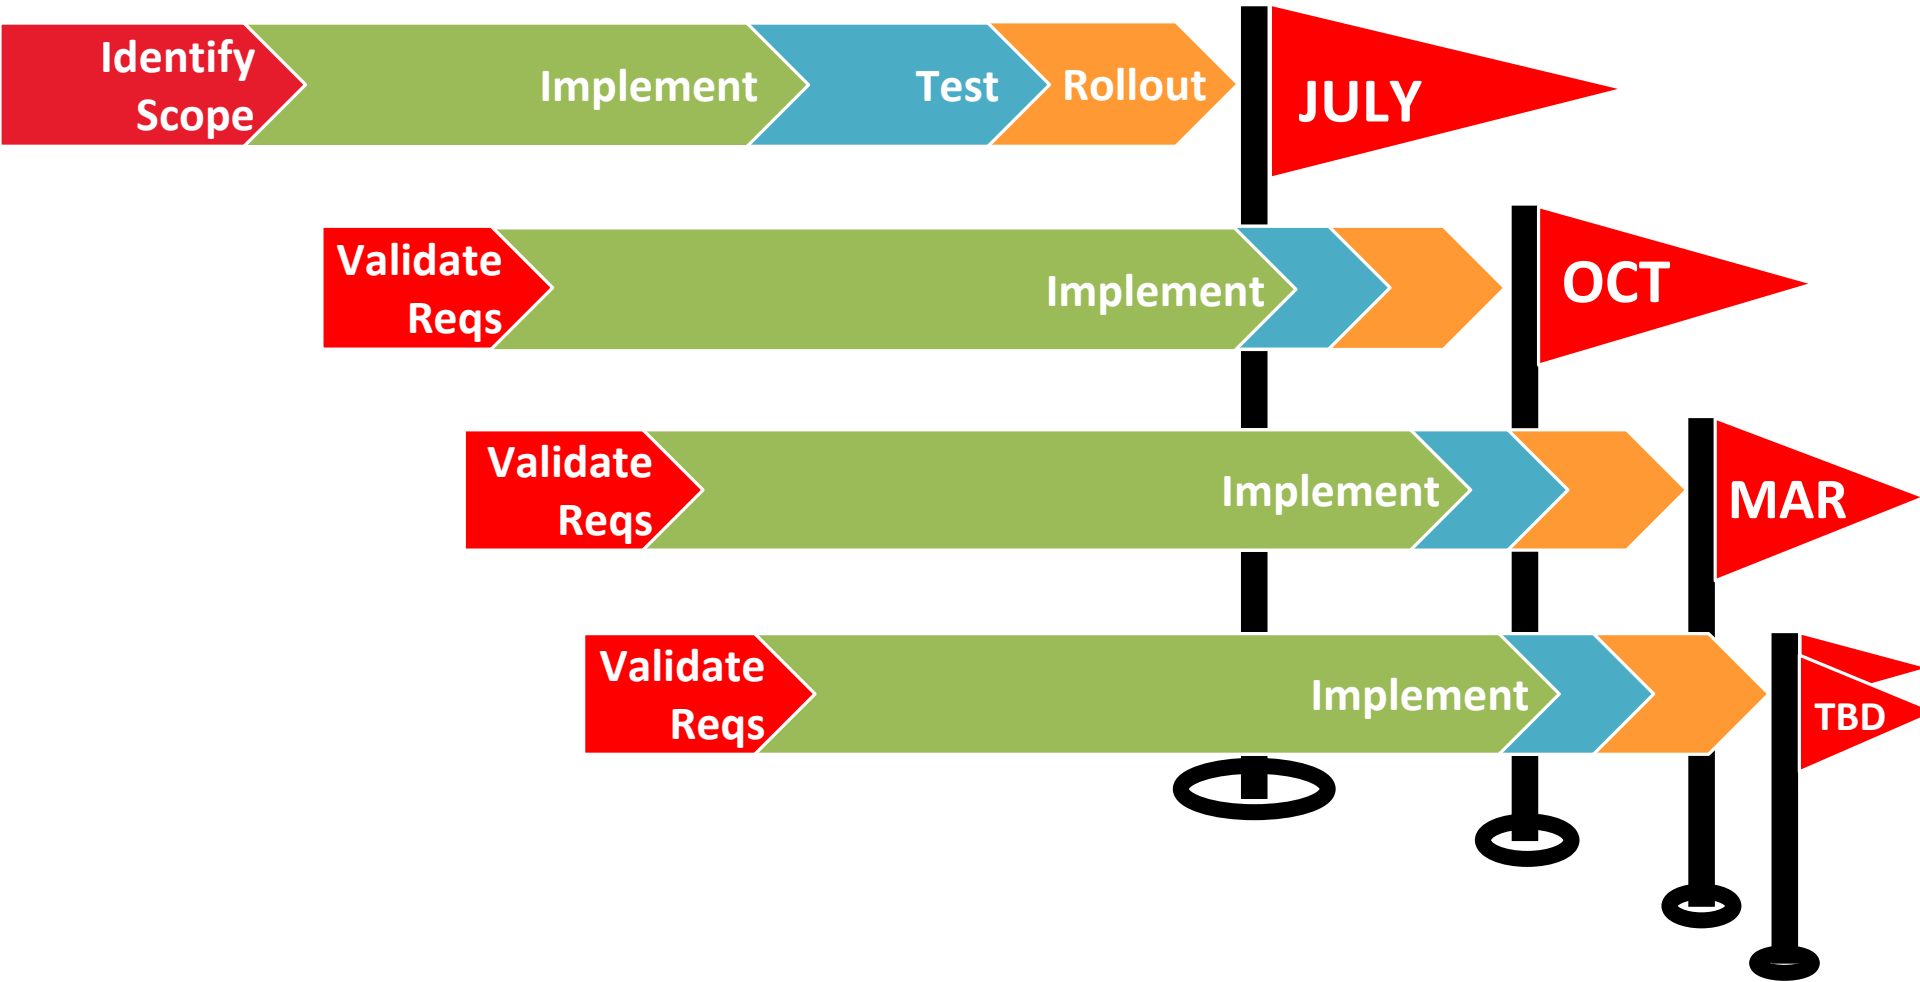 Identify
Scope
Implement
Test
Rollout
JULY
Validate
Reqs
Implement
OCT
Validate
Reqs
Implement
MAR
Validate
Reqs
Implement
TBD